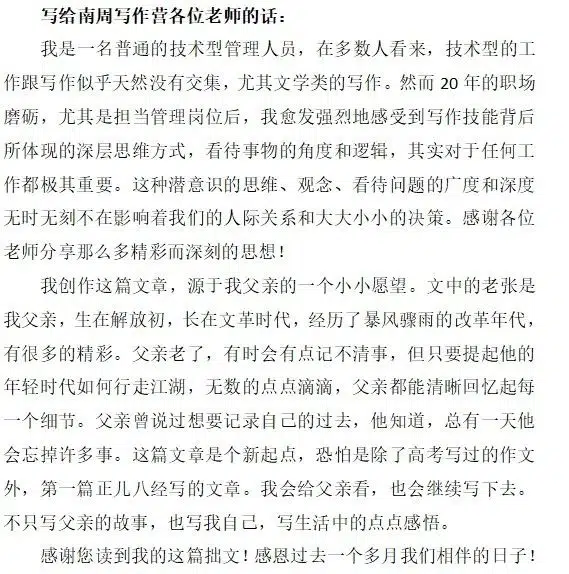 写给南周写作营各位老师的话：
我是一名普通的技术型管理人员，在多数人看来，技术型的工
作跟写作似乎天然没有交集，尤其文学类的写作。然而 20 年的职场
磨砺，尤其是担当管理岗位后，我愈发强烈地感受到写作技能背后
所体现的深层思维方式，看待事物的角度和逻辑，其实对于任何工
作都极其重要。这种潜意识的思维、观念、看待问题的广度和深度
无时无刻不在影响着我们的人际关系和大大小小的决策。感谢各位
老师分享那么多精彩而深刻的思想！
我创作这篇文章，源于我父亲的一个小小愿望。文中的老张是
我父亲，生在解放初，长在文革时代，经历了暴风骤雨的改革年代，
有很多的精彩。父亲老了，有时会有点记不清事，但只要提起他的
年轻时代如何行走江湖，无数的点点滴滴，父亲都能清晰回忆起每
一个细节。父亲曾说过想要记录自己的过去，他知道，总有一天他
会忘掉许多事。这篇文章是个新起点，恐怕是除了高考写过的作文
外，第一篇正儿八经写的文章。我会给父亲看，也会继续写下去。
不只写父亲的故事，也写我自己，写生活中的点点感悟。
感谢您读到我的这篇拙文！感恩过去一个多月我们相伴的日子！